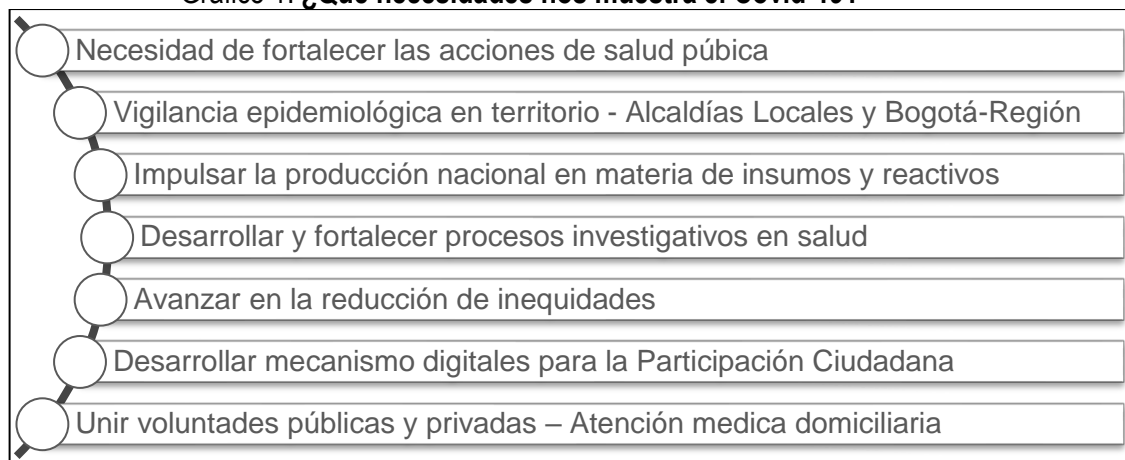 Necesidad de fortalecer las acciones de salud púbica
Vigilancia epidemiológica en territorio - Alcaldías Locales y Bogotá-Región
Impulsar la producción nacional en materia de insumos y reactivos
Desarrollar y fortalecer procesos investigativos en salud
Avanzar en la reducción de inequidades
Desarrollar mecanismo digitales para la Participación Ciudadana
Unir voluntades públicas y privadas – Atención medica domiciliaria